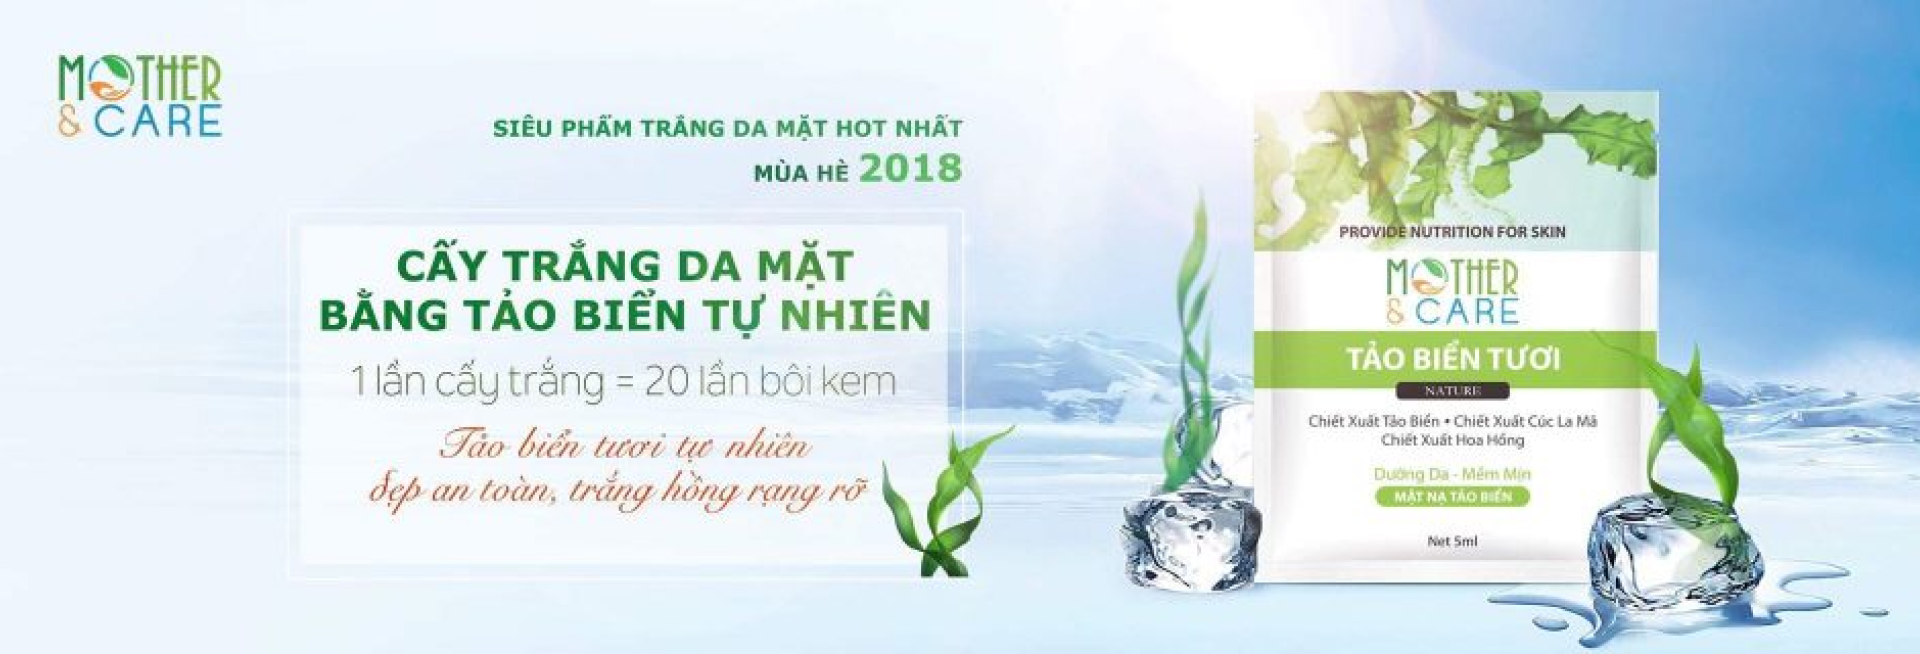 MOTHER
& CARE
SIÊU PHẨM TRẮNG DA MẶT HOT NHẤT
MÙA HÈ 2018
CẤY TRẮNG DA MẶT
BẰNG TẢO BIỂN TỰ NHIÊN
1 lần cấy trắng = 20 lần bôi kem
Tảo biển tươi tự nhiên
đẹp an toàn, trắng hồng rạng rỡ
PROVIDE NUTRITION FOR SKIN
MOTHER
& CARE
TẢO BIỂN TƯƠI
NATURE
Chiết Xuất Tảo Biển • Chiết Xuất Cúc La Mã
Chiết Xuất Hoa Hồng
Dưỡng Da - Mềm Mịn
MẶT NẠ TẢO BIỂN
Net 5ml